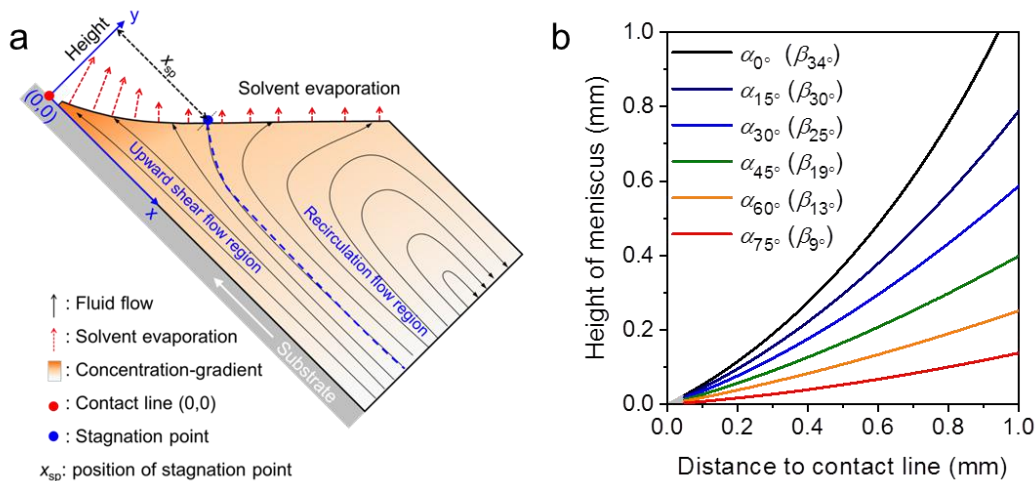 a
y
Height
x_sp
Solvent evaporation
(0,0)
Upward shear flow region
x
Recirculation flow region
Substrate
: Fluid flow
: Solvent evaporation
: Concentration-gradient
: Contact line (0,0)
: Stagnation point
x_sp: position of stagnation point
b
α0° (β34°)
α15° (β30°)
α30° (β25°)
α45° (β19°)
α60° (β13°)
α75° (β9°)
Height of meniscus (mm)
1.0
0.8
0.6
0.4
0.2
0.0
0.0 0.2 0.4 0.6 0.8 1.0
Distance to contact line (mm)